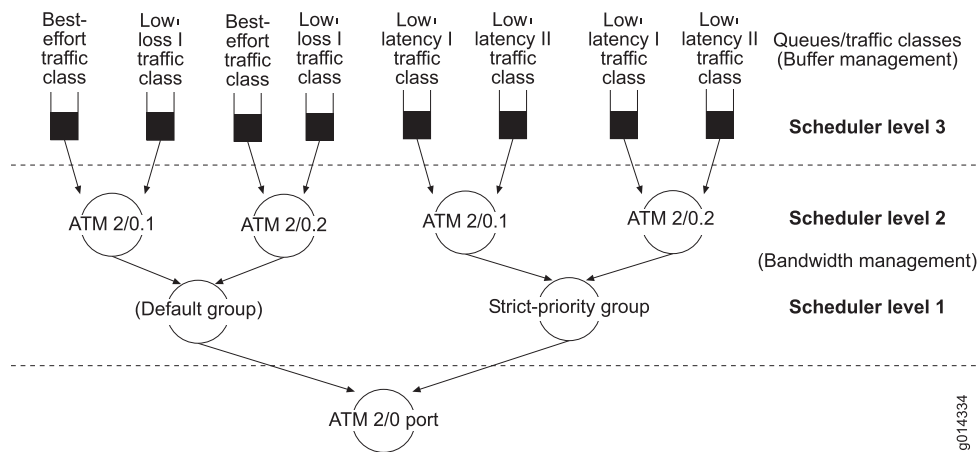 Best-
effort
traffic
class
Low-
loss I
traffic
class
Best-
effort
traffic
class
Low-
loss I
traffic
class
Low-
latency I
traffic
class
Low-
latency II
traffic
class
Low-
latency I
traffic
class
Low-
latency II
traffic
class
Queues/traffic classes
(Buffer management)
Scheduler level 3
ATM 2/0.1
ATM 2/0.2
ATM 2/0.1
ATM 2/0.2
Scheduler level 2
(Bandwidth management)
(Default group)
Strict-priority group
Scheduler level 1
ATM 2/0 port
g014334